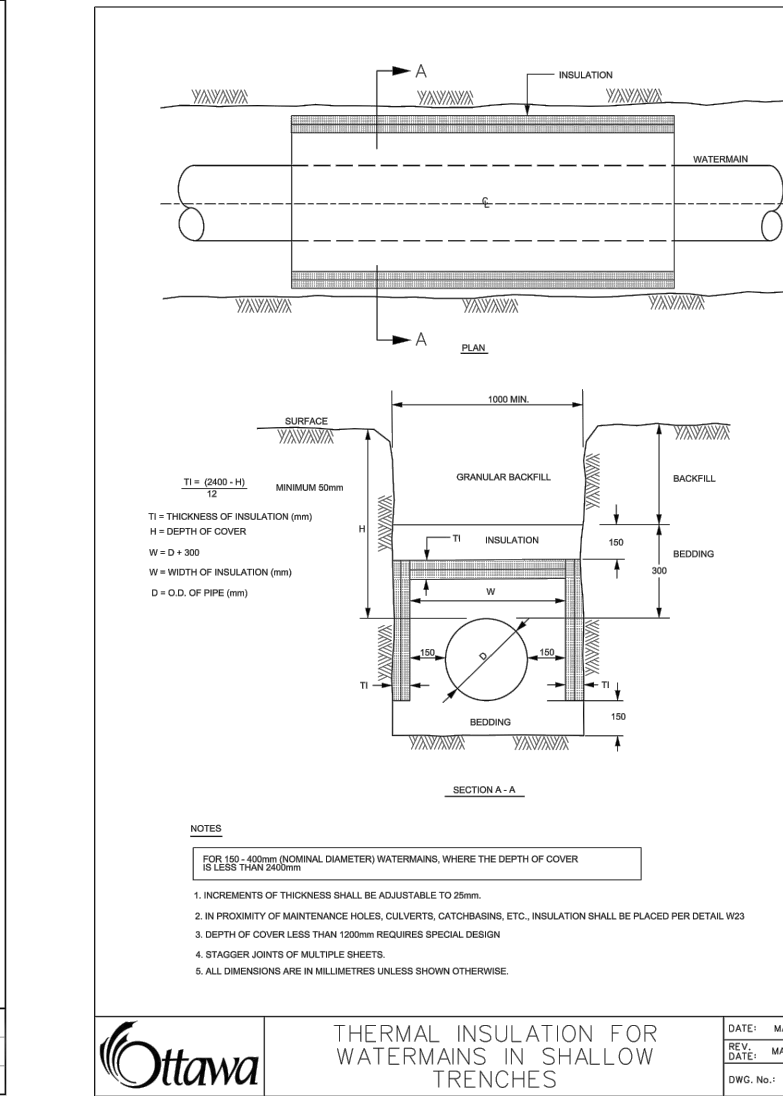 A
INSULATION
WATERMAIN
℄
A
PLAN
1000 MIN.
SURFACE
TI = (2400 - H)
12
MINIMUM 50mm
GRANULAR BACKFILL
BACKFILL
TI = THICKNESS OF INSULATION (mm)
H = DEPTH OF COVER
W = D + 300
W = WIDTH OF INSULATION (mm)
D = O.D. OF PIPE (mm)
H
TI
INSULATION
150
BEDDING
300
W
150
D
150
TI
TI
BEDDING
150
SECTION A - A
NOTES
FOR 150 - 400mm (NOMINAL DIAMETER) WATERMAINS, WHERE THE DEPTH OF COVER
IS LESS THAN 2400mm
1. INCREMENTS OF THICKNESS SHALL BE ADJUSTABLE TO 25mm.
2. IN PROXIMITY OF MAINTENANCE HOLES, CULVERTS, CATCHBASINS, ETC., INSULATION SHALL BE PLACED PER DETAIL W23
3. DEPTH OF COVER LESS THAN 1200mm REQUIRES SPECIAL DESIGN
4. STAGGER JOINTS OF MULTIPLE SHEETS.
5. ALL DIMENSIONS ARE IN MILLIMETRES UNLESS SHOWN OTHERWISE.
Ottawa
THERMAL INSULATION FOR
WATERMAINS IN SHALLOW
TRENCHES
DATE:
REV.
DATE:
DWG. No.: